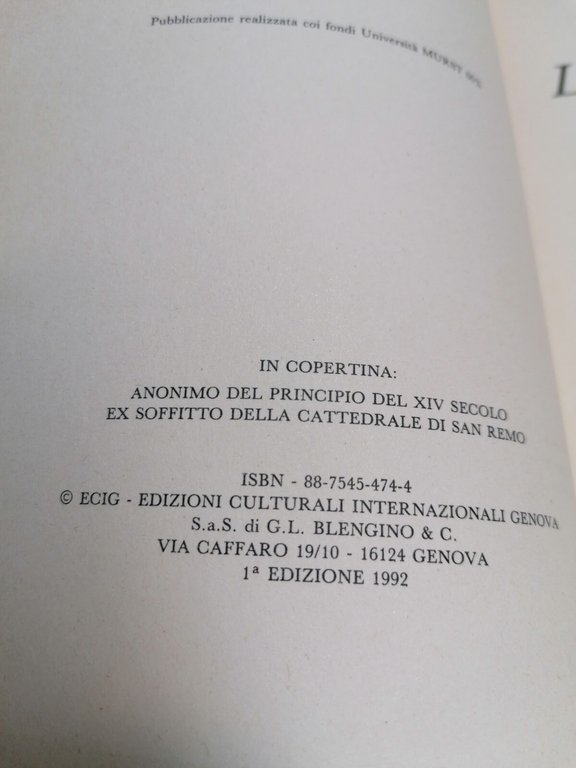 Pubblicazione realizzata coi fondi Università MURST 60%
L
IN COPERTINA:
ANONIMO DEL PRINCIPIO DEL XIV SECOLO
EX SOFFITTO DELLA CATTEDRALE DI SAN REMO
ISBN - 88-7545-474-4
© ECIG - EDIZIONI CULTURALI INTERNAZIONALI GENOVA
S.a.S. di G.L. BLENGINO & C.
VIA CAFFARO 19/10 - 16124 GENOVA
1ª EDIZIONE 1992